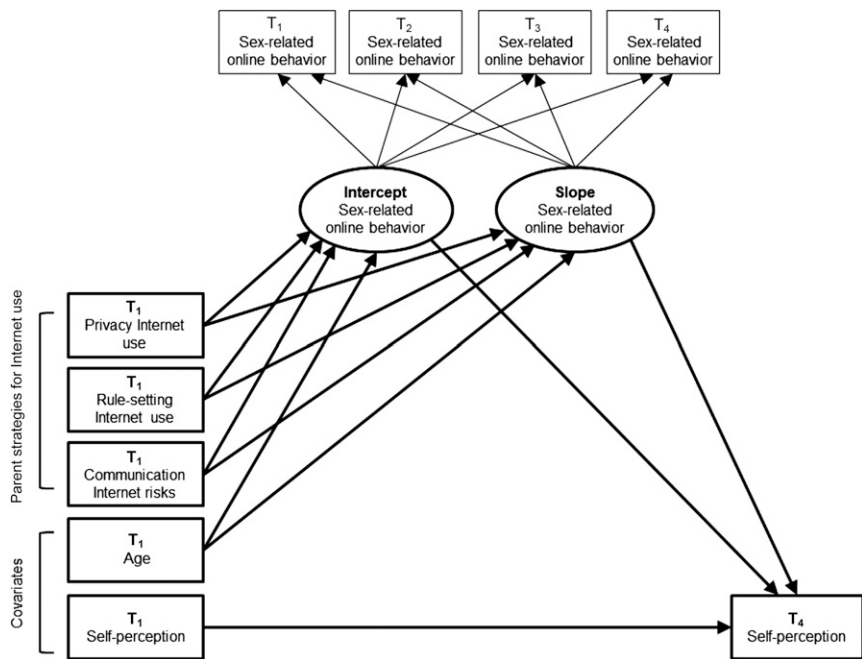 T1
Sex-related
online behavior
T2
Sex-related
online behavior
T3
Sex-related
online behavior
T4
Sex-related
online behavior
Intercept
Sex-related
online behavior
Slope
Sex-related
online behavior
Parent strategies for Internet use
T1
Privacy Internet
use
T1
Rule-setting
Internet use
T1
Communication
Internet risks
Covariates
T1
Age
T1
Self-perception
T4
Self-perception